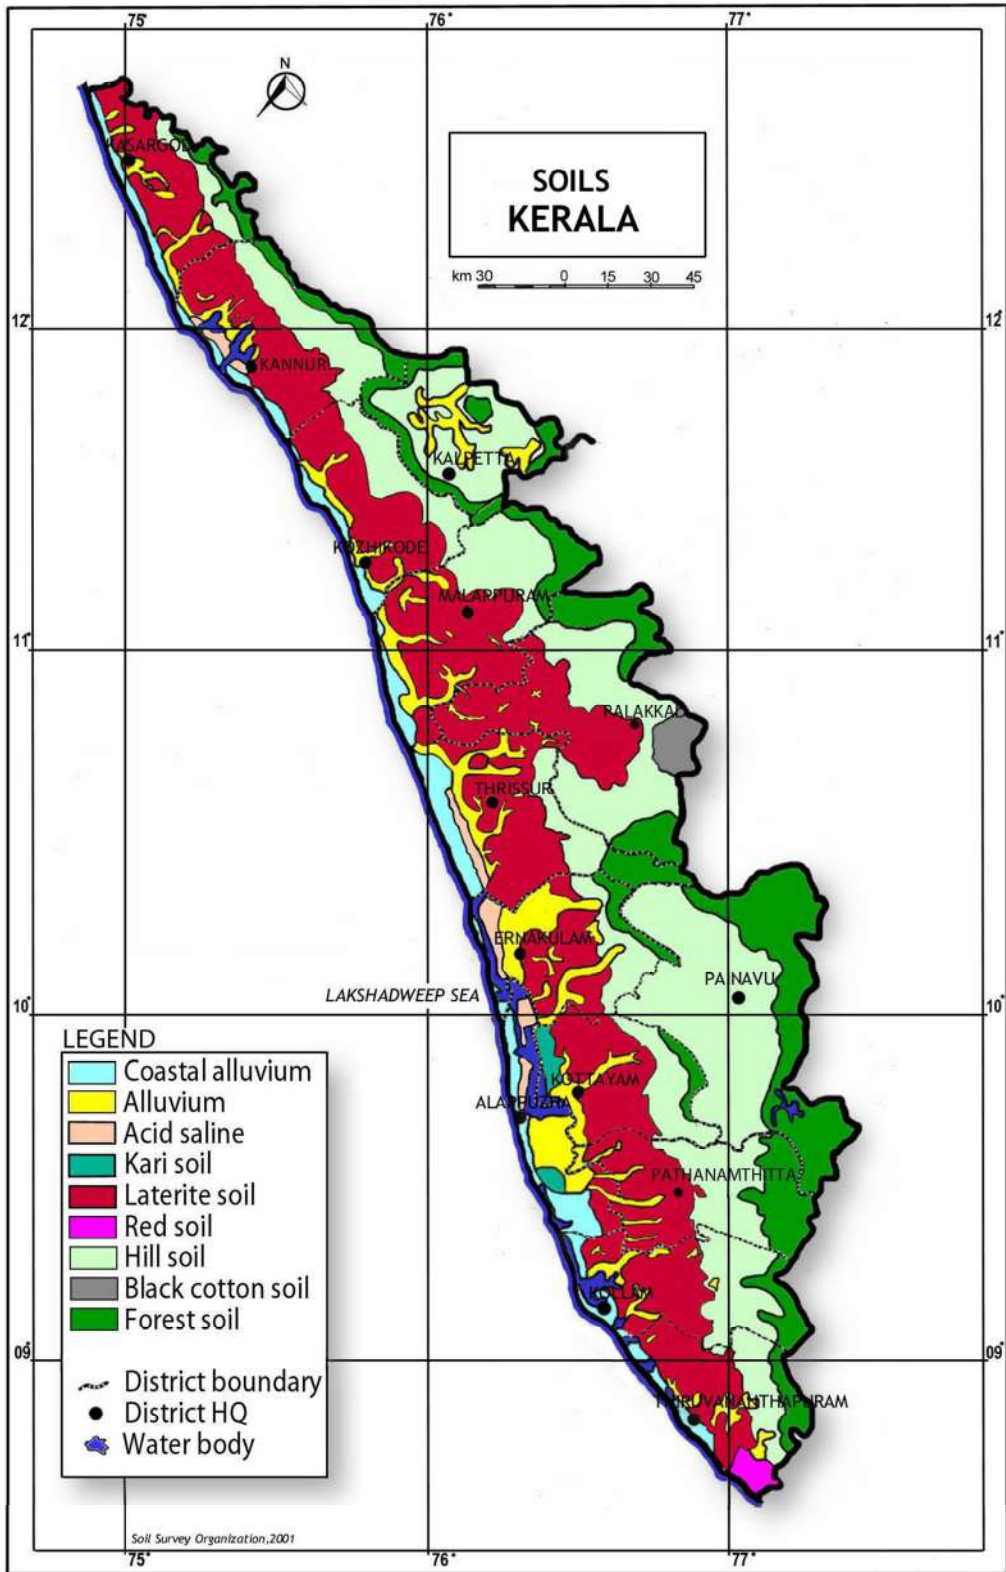 75°
76°
77°
N
SOILS
KERALA
km 30 0 15 30 45
KASARGOD
12°
12°
KANNUR
KALPETTA
KOZHIKODE
MALAPPURAM
11°
11°
PALAKKAD
THRISSUR
ERNAKULAM
PAINAVU
LAKSHADWEEP SEA
10°
10°
KOTTAYAM
ALAPPUZHA
PATHANAMTHITTA
KOLLAM
09°
09°
THIRUVANANTHAPURAM
LEGEND
Coastal alluvium
Alluvium
Acid saline
Kari soil
Laterite soil
Red soil
Hill soil
Black cotton soil
Forest soil
District boundary
District HQ
Water body
Soil Survey Organization,2001
75°
76°
77°